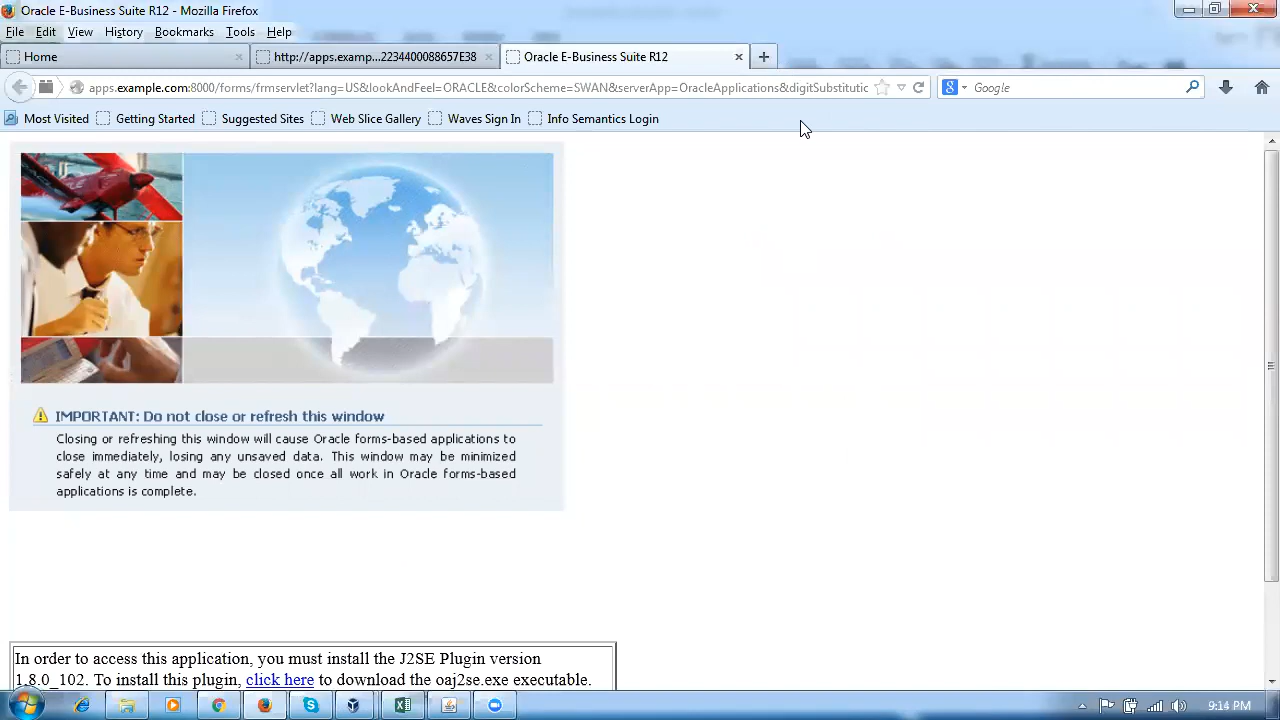 Oracle E-Business Suite R12 - Mozilla Firefox
File Edit View History Bookmarks Tools Help
Home http://apps.examp...2234400088657E38 Oracle E-Business Suite R12
apps.example.com:8000/forms/frmservlet?lang=US&lookAndFeel=ORACLE&colorScheme=SWAN&serverApp=OracleApplications&digitSubstitutic Google
Most Visited Getting Started Suggested Sites Web Slice Gallery Waves Sign In Info Semantics Login
IMPORTANT: Do not close or refresh this window
Closing or refreshing this window will cause Oracle forms-based applications to
close immediately, losing any unsaved data. This window may be minimized
safely at any time and may be closed once all work in Oracle forms-based
applications is complete.
In order to access this application, you must install the J2SE Plugin version
1.8.0_102. To install this plugin, click here to download the oaj2se.exe executable.
9:14 PM